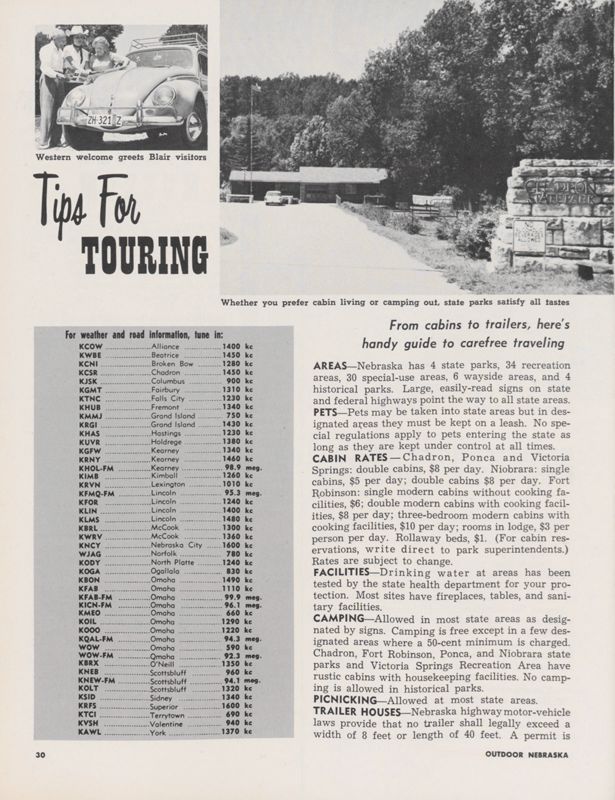 ZH·321 Z
Western welcome greets Blair visitors
CHADRON
STATE PARK
Tips For
TOURING
Whether you prefer cabin living or camping out, state parks satisfy all tastes
For weather and road information, tune in:
KCOW Alliance 1400 kc
KWBE Beatrice 1450 kc
KCNI Broken Bow 1280 kc
KCSR Chadron 1450 kc
KJSK Columbus 900 kc
KGMT Fairbury 1310 kc
KTNC Falls City 1230 kc
KHUB Fremont 1340 kc
KMMJ Grand Island 750 kc
KRGI Grand Island 1430 kc
KHAS Hastings 1230 kc
KUVR Holdrege 1380 kc
KGFW Kearney 1340 kc
KRNY Kearney 1460 kc
KHOL-FM Kearney 98.9 meg.
KIMB Kimball 1260 kc
KRVN Lexington 1010 kc
KFMQ-FM Lincoln 95.3 meg.
KFOR Lincoln 1240 kc
KLIN Lincoln 1400 kc
KLMS Lincoln 1480 kc
KBRL McCook 1300 kc
KWRV McCook 1360 kc
KNCY Nebraska City 1600 kc
WJAG Norfolk 780 kc
KODY North Platte 1240 kc
KOGA Ogallala 830 kc
KBON Omaha 1490 kc
KFAB Omaha 1110 kc
KFAB-FM Omaha 99.9 meg.
KICN-FM Omaha 96.1 meg.
KMEO Omaha 660 kc
KOIL Omaha 1290 kc
KOOO Omaha 1220 kc
KQAL-FM Omaha 94.3 meg.
WOW Omaha 590 kc
WOW-FM Omaha 92.3 meg.
KBRX O'Neill 1350 kc
KNEB Scottsbluff 960 kc
KNEW-FM Scottsbluff 94.1 meg.
KOLT Scottsbluff 1320 kc
KSID Sidney 1340 kc
KRFS Superior 1600 kc
KTCI Terrytown 690 kc
KVSH Valentine 940 kc
KAWL York 1370 kc
From cabins to trailers, here's
handy guide to carefree traveling
AREAS—Nebraska has 4 state parks, 34 recreation
areas, 30 special-use areas, 6 wayside areas, and 4
historical parks. Large, easily-read signs on state
and federal highways point the way to all state areas.
PETS—Pets may be taken into state areas but in des-
ignated areas they must be kept on a leash. No spe-
cial regulations apply to pets entering the state as
long as they are kept under control at all times.
CABIN RATES—Chadron, Ponca and Victoria
Springs: double cabins, $8 per day. Niobrara: single
cabins, $5 per day; double cabins $8 per day. Fort
Robinson: single modern cabins without cooking fa-
cilities, $6; double modern cabins with cooking facil-
ities, $8 per day; three-bedroom modern cabins with
cooking facilities, $10 per day; rooms in lodge, $3 per
person per day. Rollaway beds, $1. (For cabin res-
ervations, write direct to park superintendents.)
Rates are subject to change.
FACILITIES—Drinking water at areas has been
tested by the state health department for your pro-
tection. Most sites have fireplaces, tables, and sani-
tary facilities.
CAMPING—Allowed in most state areas as desig-
nated by signs. Camping is free except in a few des-
ignated areas where a 50-cent minimum is charged.
Chadron, Fort Robinson, Ponca, and Niobrara state
parks and Victoria Springs Recreation Area have
rustic cabins with housekeeping facilities. No camp-
ing is allowed in historical parks.
PICNICKING—Allowed at most state areas.
TRAILER HOUSES—Nebraska highway motor-vehicle
laws provide that no trailer shall legally exceed a
width of 8 feet or length of 40 feet. A permit is
30
OUTDOOR NEBRASKA